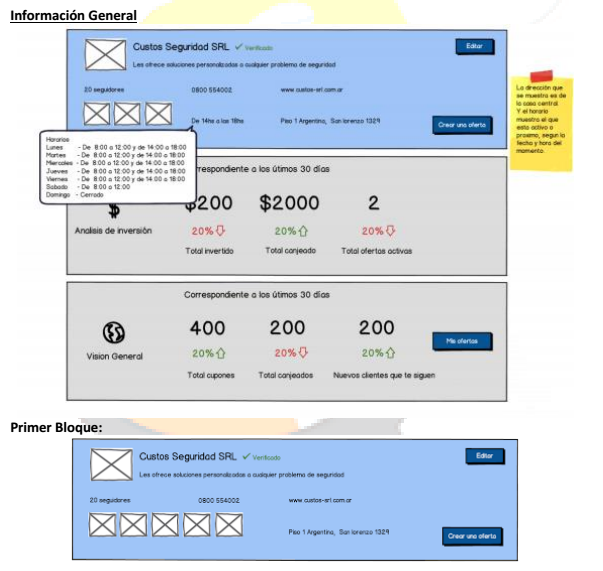 Información General
Custos Seguridad SRL ✓ Verificado
Editar
Les ofrece soluciones personalizadas a cualquier problema de seguridad
20 seguidores
0800 554002
www.custos-srl.com.ar
De 14hs a las 18hs
Piso 1 Argentino, San lorenzo 1329
Crear una oferta
La dirección que
se muestra es de
la casa central
Y el horario
muestra el que
esta activo o
proximo, segun la
fecha y hora del
momento.
Horarios
Lunes - De 8:00 a 12:00 y de 14:00 a 18:00
Martes - De 8:00 a 12:00 y de 14:00 a 18:00
Miercoles - De 8:00 a 12:00 y de 14:00 a 18:00
Jueves - De 8:00 a 12:00 y de 14:00 a 18:00
Viernes - De 8:00 a 12:00 y de 14:00 a 18:00
Sabado - De 8:00 a 12:00
Domingo - Cerrado
rrespondiente a los útimos 30 días
$
$200 $2000 2
Analisis de inversión
20% 20% 20%
Total invertido Total canjeado Total ofertas activas
Correspondiente a los útimos 30 días
400 200 200
Mis ofertas
Vision General
20% 20% 20%
Total cupones Total canjeados Nuevos clientes que te siguen
Primer Bloque:
Custos Seguridad SRL ✓ Verificado
Editar
Les ofrece soluciones personalizadas a cualquier problema de seguridad
20 seguidores
0800 554002
www.custos-srl.com.ar
Piso 1 Argentino, San lorenzo 1329
Crear una oferta